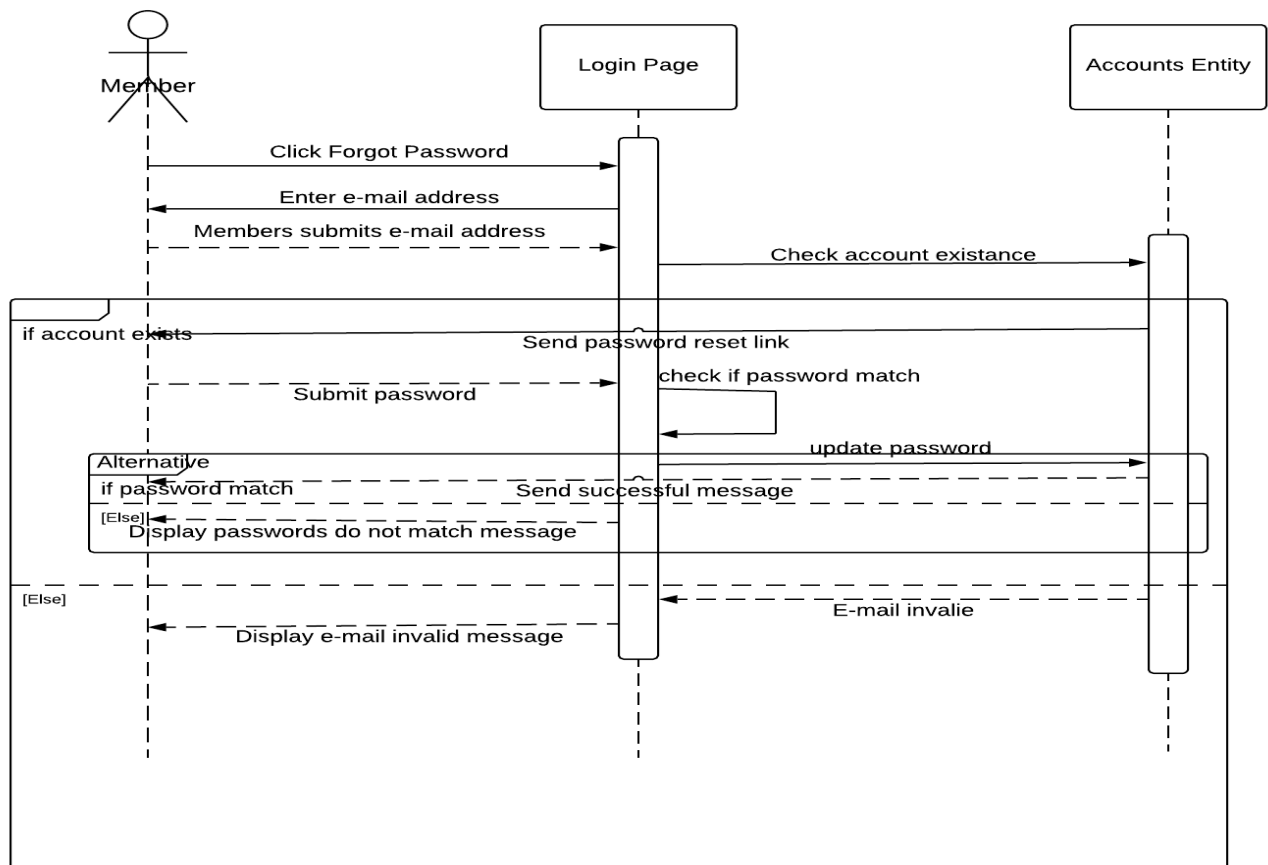 Member
Login Page
Accounts Entity
Click Forgot Password
Enter e-mail address
Members submits e-mail address
Check account existance
if account exists
Send password reset link
Submit password
check if password match
update password
Alternative
if password match
Send successful message
[Else]
Display passwords do not match message
[Else]
E-mail invalie
Display e-mail invalid message